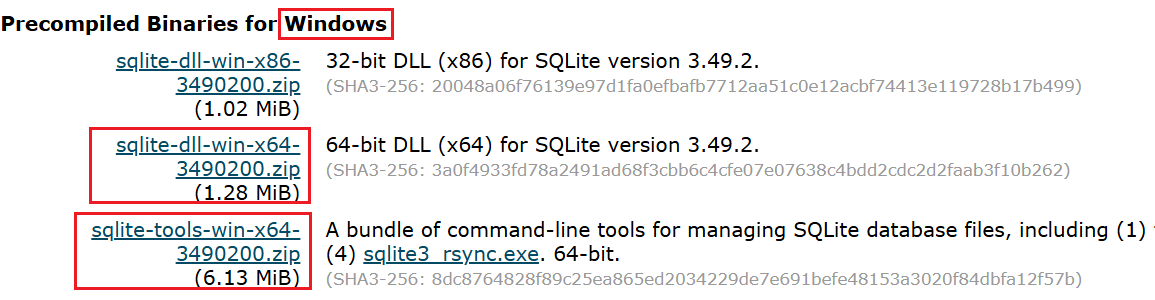 Precompiled Binaries for Windows
sqlite-dll-win-x86-
3490200.zip
(1.02 MiB)
32-bit DLL (x86) for SQLite version 3.49.2.
(SHA3-256: 20048a06f76139e97d1fa0efbafb7712aa51c0e12acbf74413e119728b17b499)
sqlite-dll-win-x64-
3490200.zip
(1.28 MiB)
64-bit DLL (x64) for SQLite version 3.49.2.
(SHA3-256: 3a0f4933fd78a2491ad68f3cbb6c4cfe07e07638c4bdd2cdc2d2faab3f10b262)
sqlite-tools-win-x64-
3490200.zip
(6.13 MiB)
A bundle of command-line tools for managing SQLite database files, including (1)
(4) sqlite3_rsync.exe. 64-bit.
(SHA3-256: 8dc8764828f89c25ea865ed2034229de7e691befe48153a3020f84dbfa12f57b)